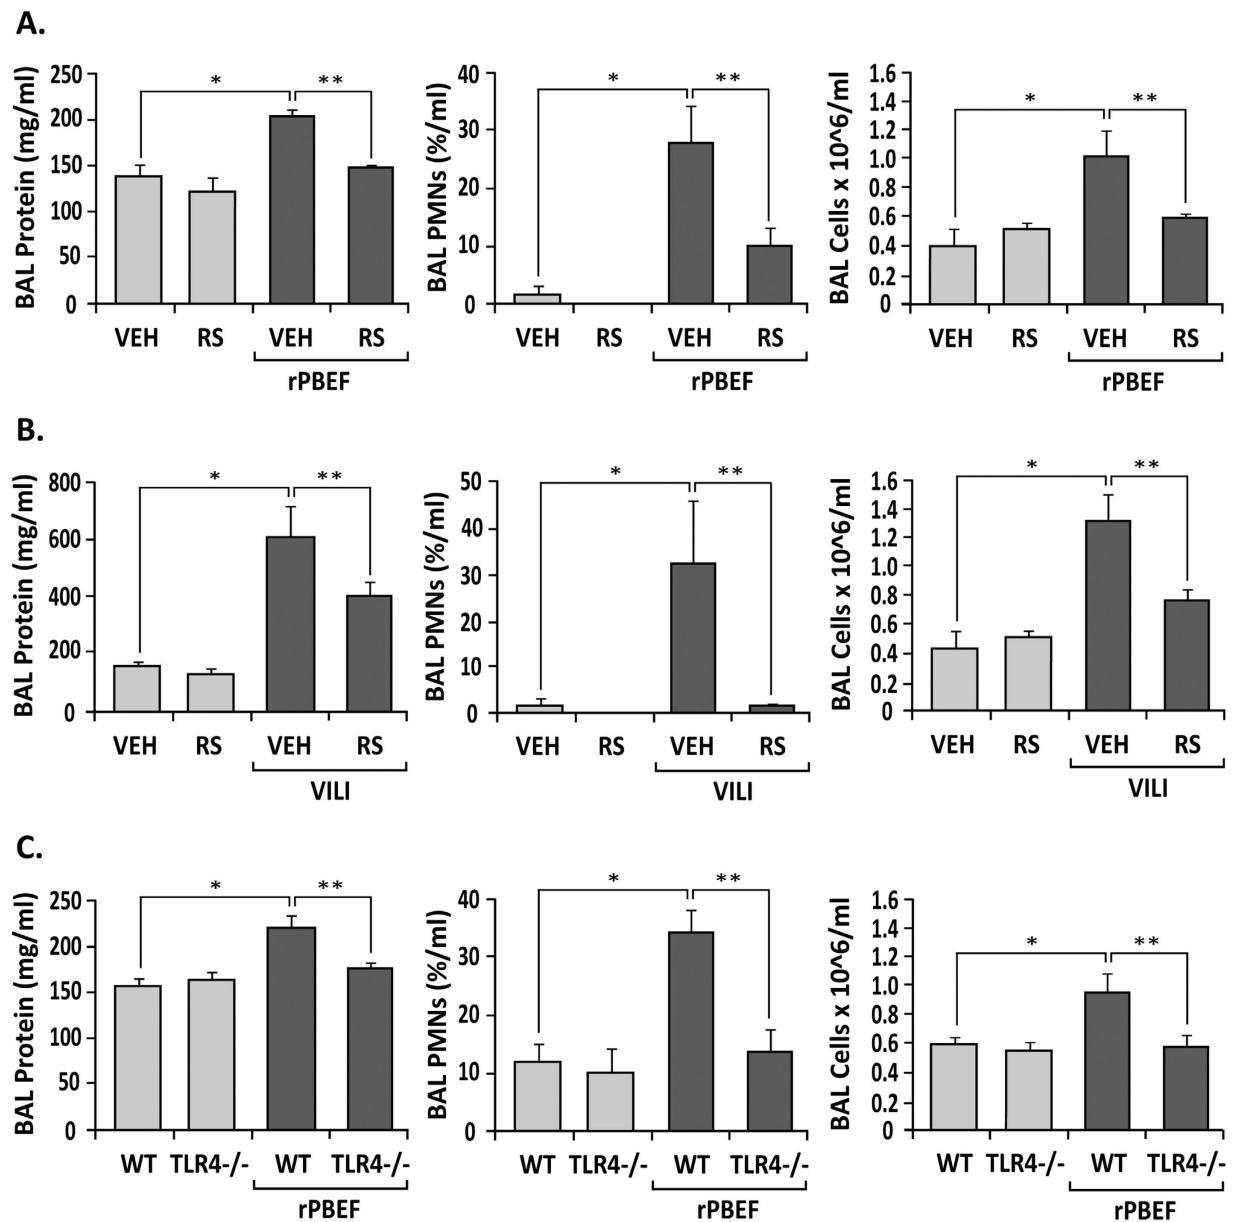 A.
BAL Protein (mg/ml)
250
200
150
100
50
0
* **
VEH RS VEH RS
rPBEF
BAL PMNs (%/ml)
40
30
20
10
0
* **
VEH RS VEH RS
rPBEF
BAL Cells x 10^6/ml
1.6
1.4
1.2
1.0
0.8
0.6
0.4
0.2
0
* **
VEH RS VEH RS
rPBEF
B.
BAL Protein (mg/ml)
800
600
400
200
0
* **
VEH RS VEH RS
VILI
BAL PMNs (%/ml)
50
40
30
20
10
0
* **
VEH RS VEH RS
VILI
BAL Cells x 10^6/ml
1.6
1.4
1.2
1.0
0.8
0.6
0.4
0.2
0
* **
VEH RS VEH RS
VILI
C.
BAL Protein (mg/ml)
250
200
150
100
50
0
* **
WT TLR4-/- WT TLR4-/-
rPBEF
BAL PMNs (%/ml)
40
30
20
10
0
* **
WT TLR4-/- WT TLR4-/-
rPBEF
BAL Cells x 10^6/ml
1.6
1.4
1.2
1.0
0.8
0.6
0.4
0.2
0
* **
WT TLR4-/- WT TLR4-/-
rPBEF